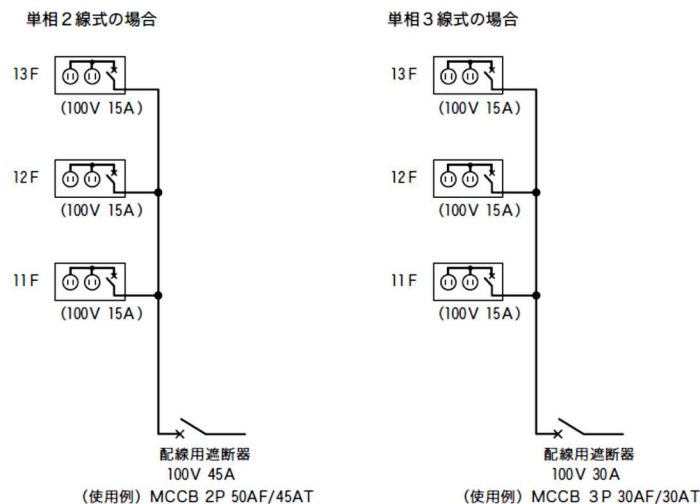 単相2線式の場合
13F
(100V 15A)
12F
(100V 15A)
11F
(100V 15A)
配線用遮断器
100V 45A
(使用例) MCCB 2P 50AF/45AT
単相3線式の場合
13F
(100V 15A)
12F
(100V 15A)
11F
(100V 15A)
配線用遮断器
100V 30A
(使用例) MCCB 3P 30AF/30AT